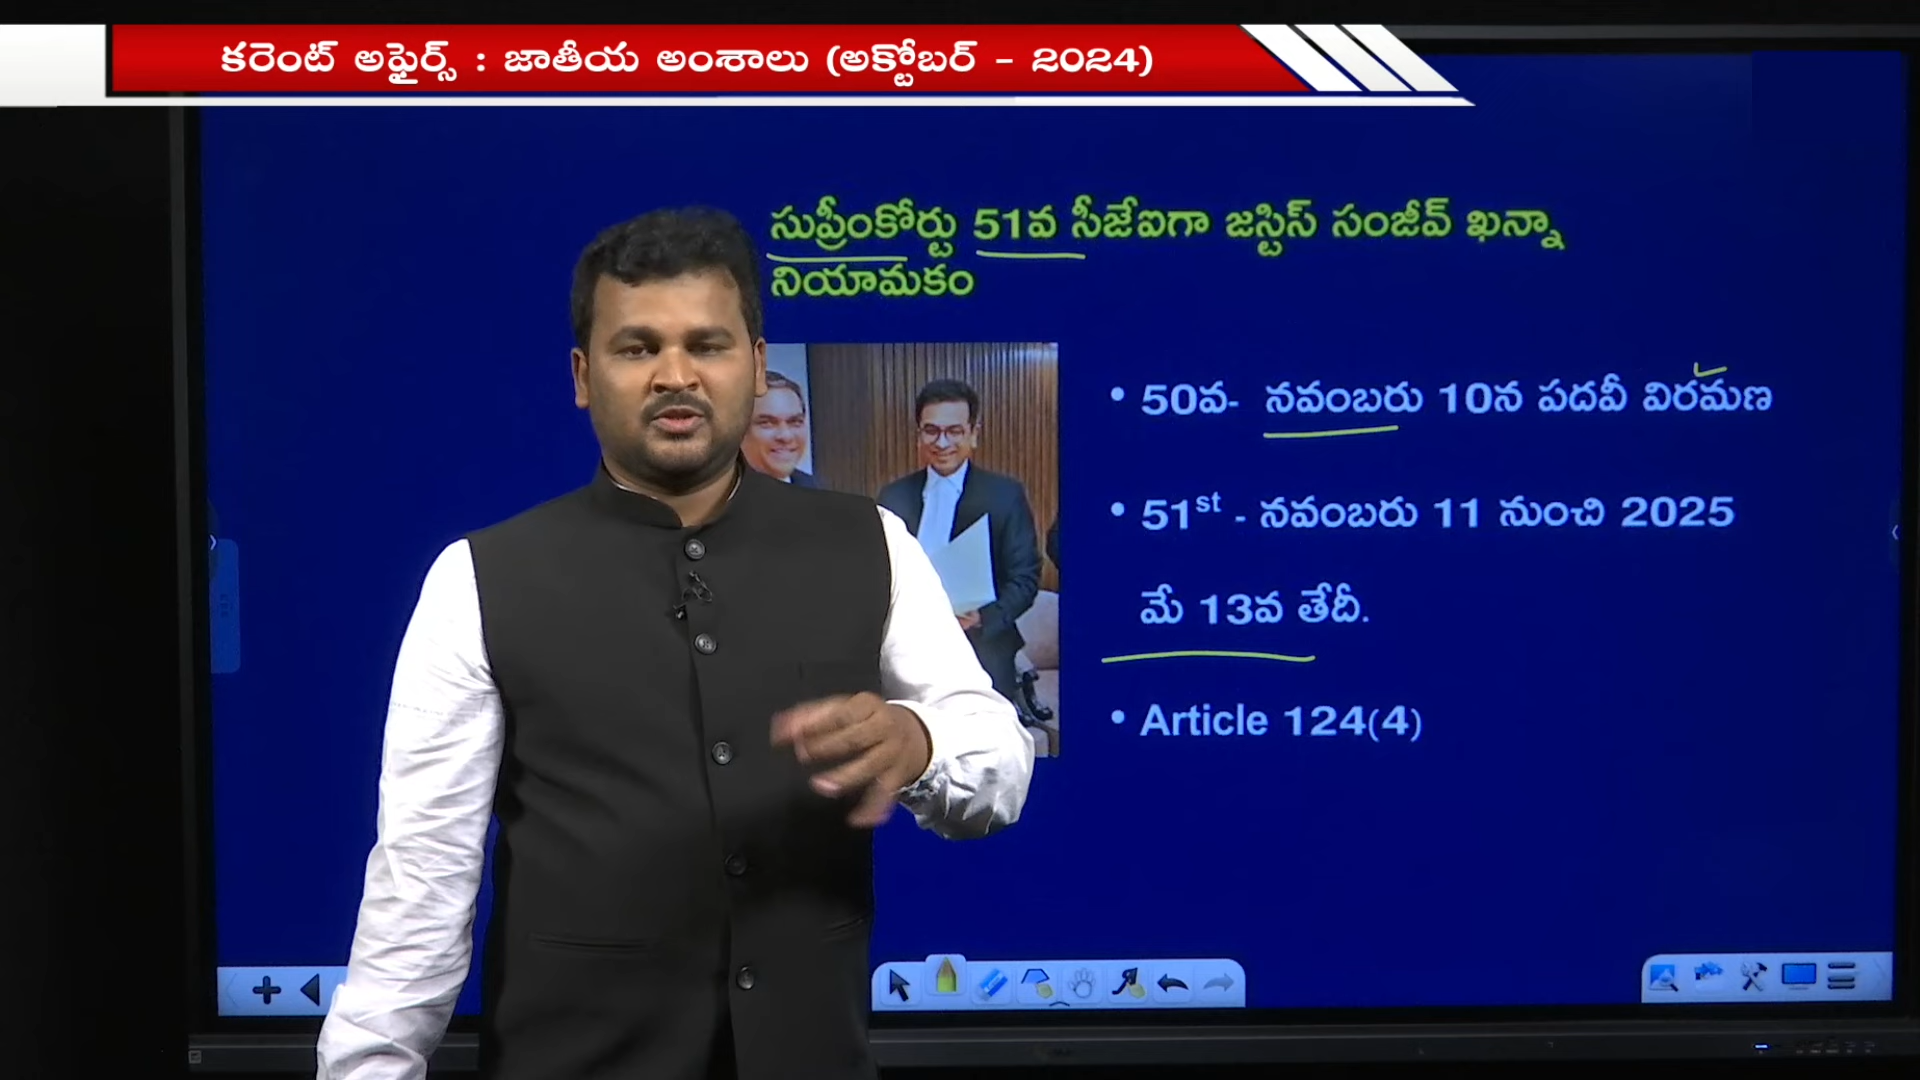 కరెంట్ అఫైర్స్ : జాతీయ అంశాలు (అక్టోబర్ - 2024)
సుప్రీంకోర్టు 51వ సీజేఐగా జస్టిస్ సంజీవ్ ఖన్నా
నియామకం
• 50వ- నవంబరు 10న పదవీ విరమణ
• 51st - నవంబరు 11 నుంచి 2025
మే 13వ తేదీ.
• Article 124(4)